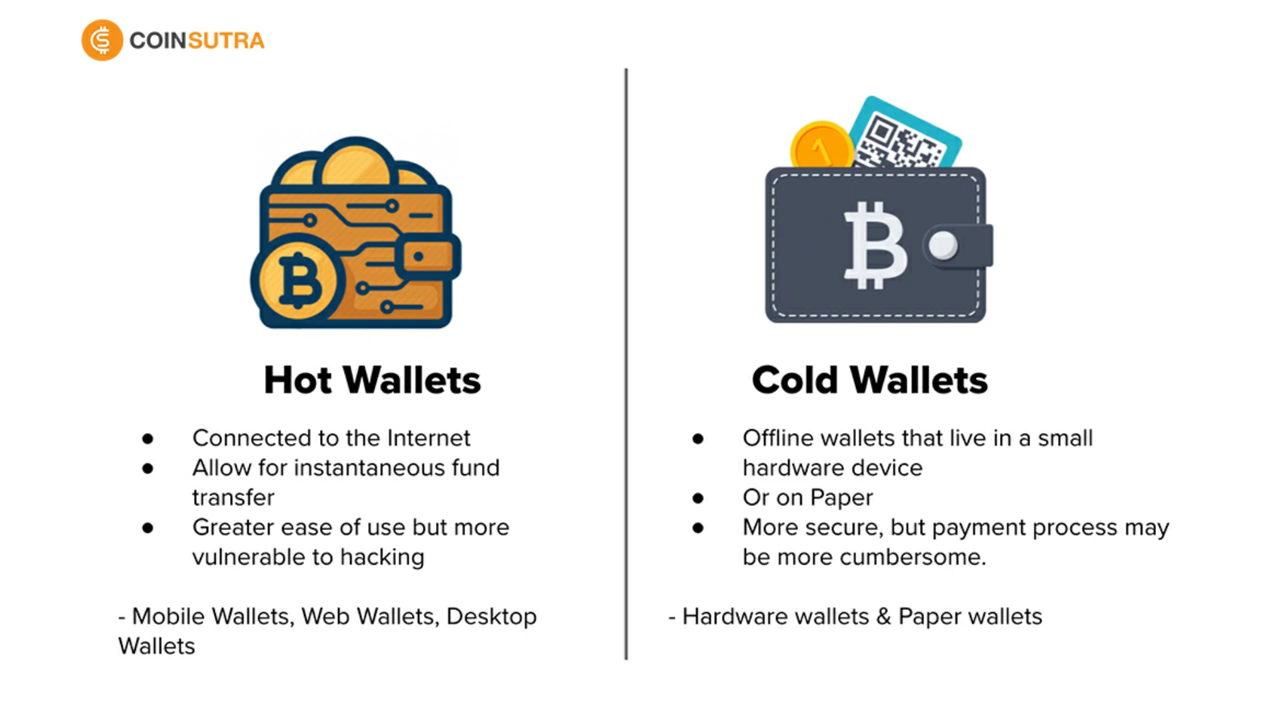 COINSUTRA
Hot Wallets
● Connected to the Internet
● Allow for instantaneous fund
transfer
● Greater ease of use but more
vulnerable to hacking
- Mobile Wallets, Web Wallets, Desktop
Wallets
1
Cold Wallets
● Offline wallets that live in a small
hardware device
● Or on Paper
● More secure, but payment process may
be more cumbersome.
- Hardware wallets & Paper wallets